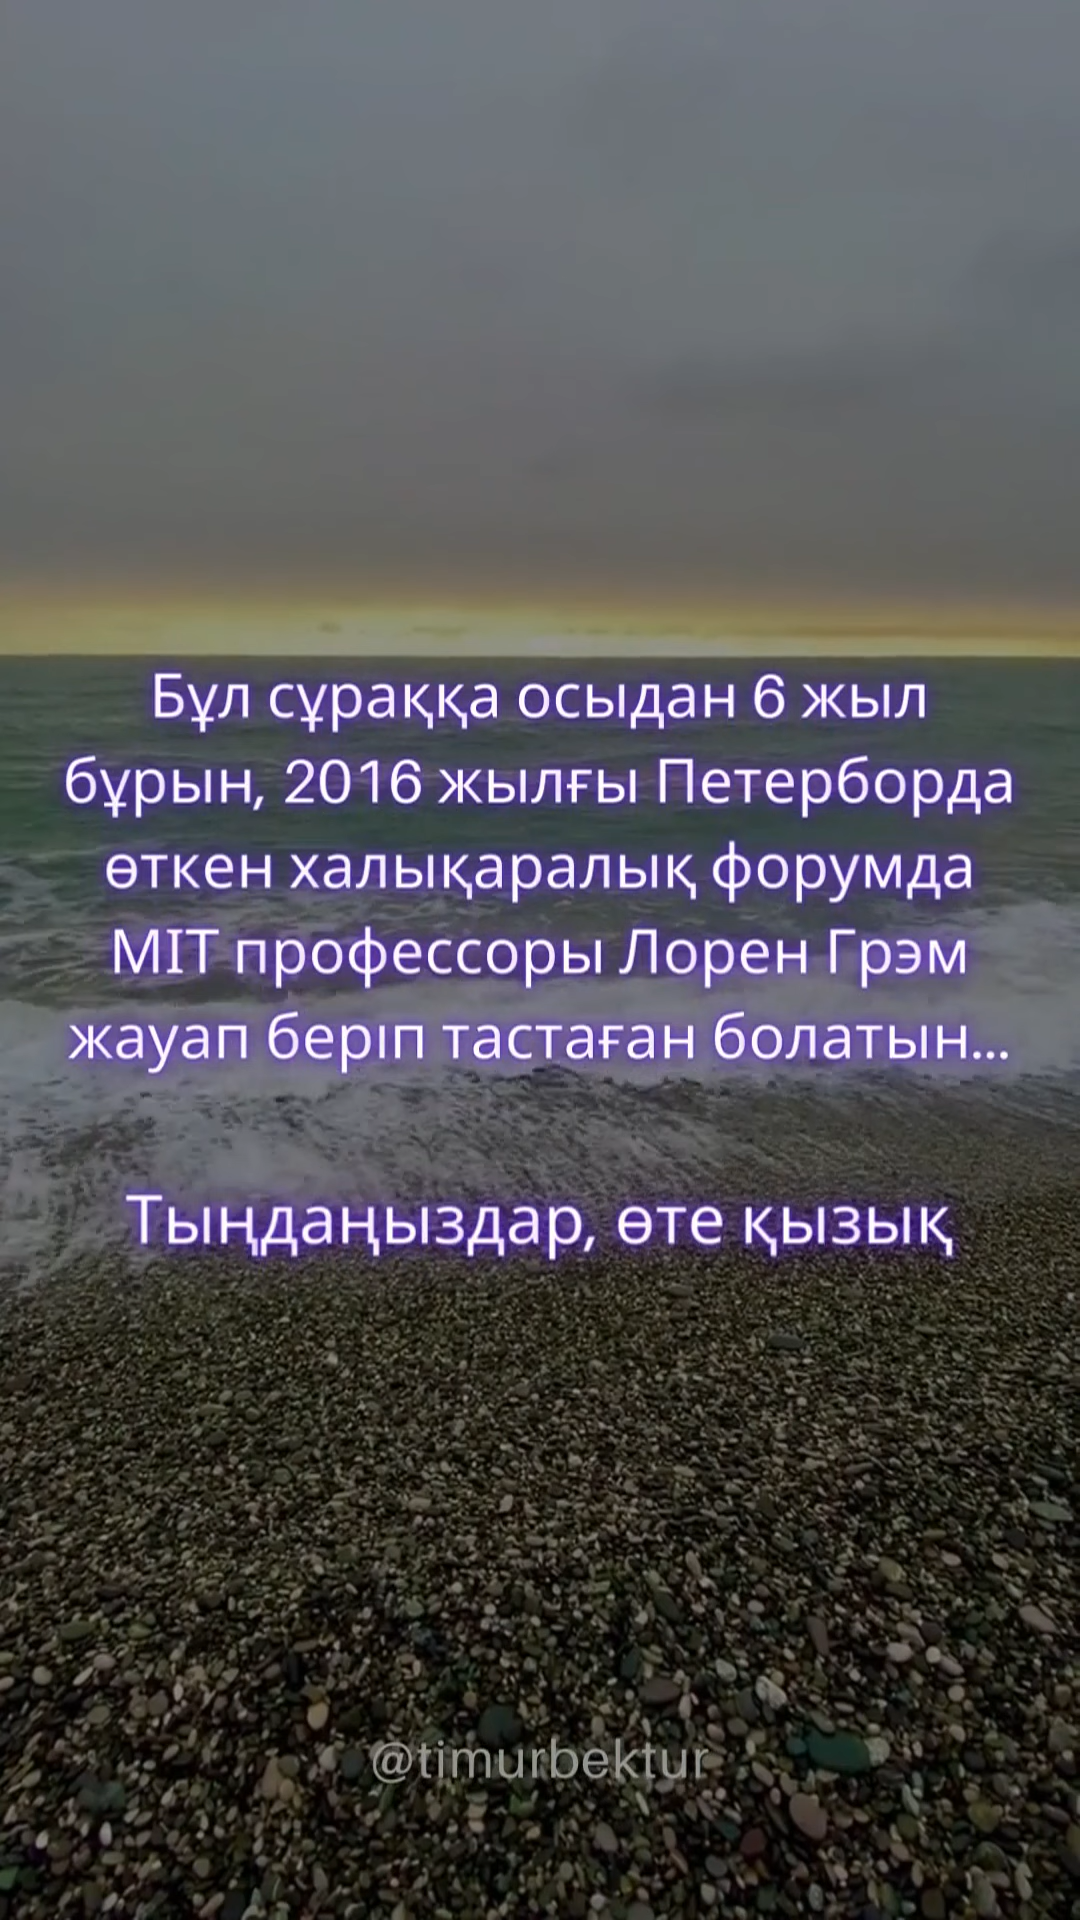 Бұл сұраққа осыдан 6 жыл
бұрын, 2016 жылғы Петерборда
өткен халықаралық форумда
MIT профессоры Лорен Грэм
жауап беріп тастаған болатын...
Тыңдаңыздар, өте қызық
@timurbektur